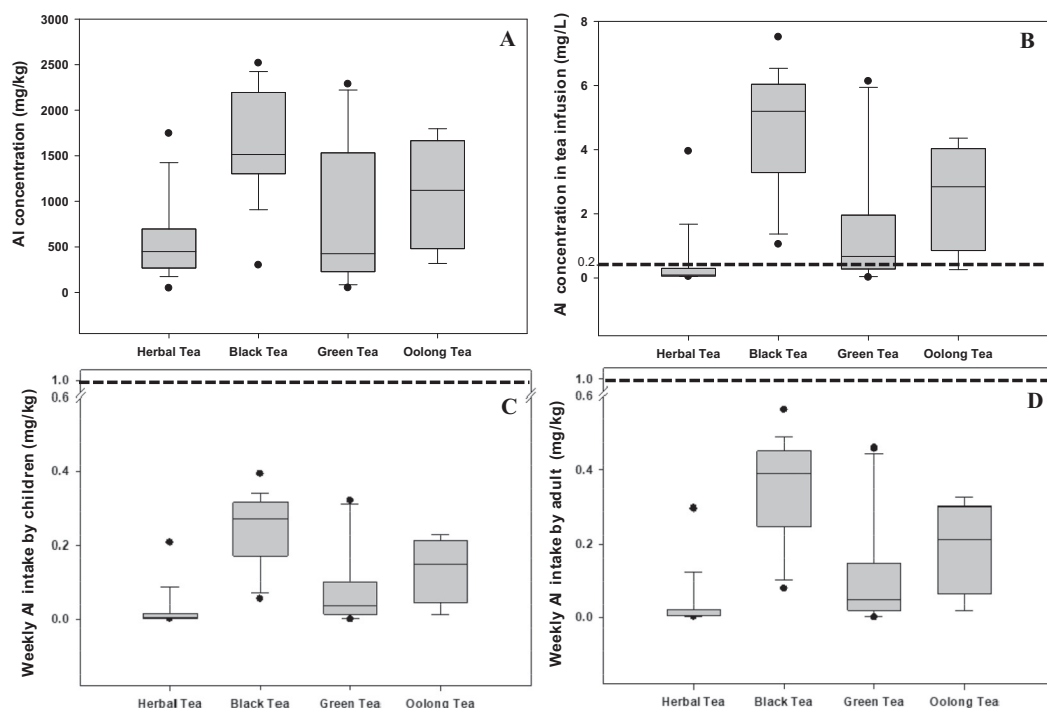 A
Al concentration (mg/kg)
3000
2500
2000
1500
1000
500
0
Herbal Tea Black Tea Green Tea Oolong Tea
B
Al concentration in tea infusion (mg/L)
8
6
4
2
0.2
0
Herbal Tea Black Tea Green Tea Oolong Tea
C
Weekly Al intake by children (mg/kg)
1.0
0.6
0.4
0.2
0.0
Herbal Tea Black Tea Green Tea Oolong Tea
D
Weekly Al intake by adult (mg/kg)
1.0
0.6
0.4
0.2
0.0
Herbal Tea Black Tea Green Tea Oolong Tea